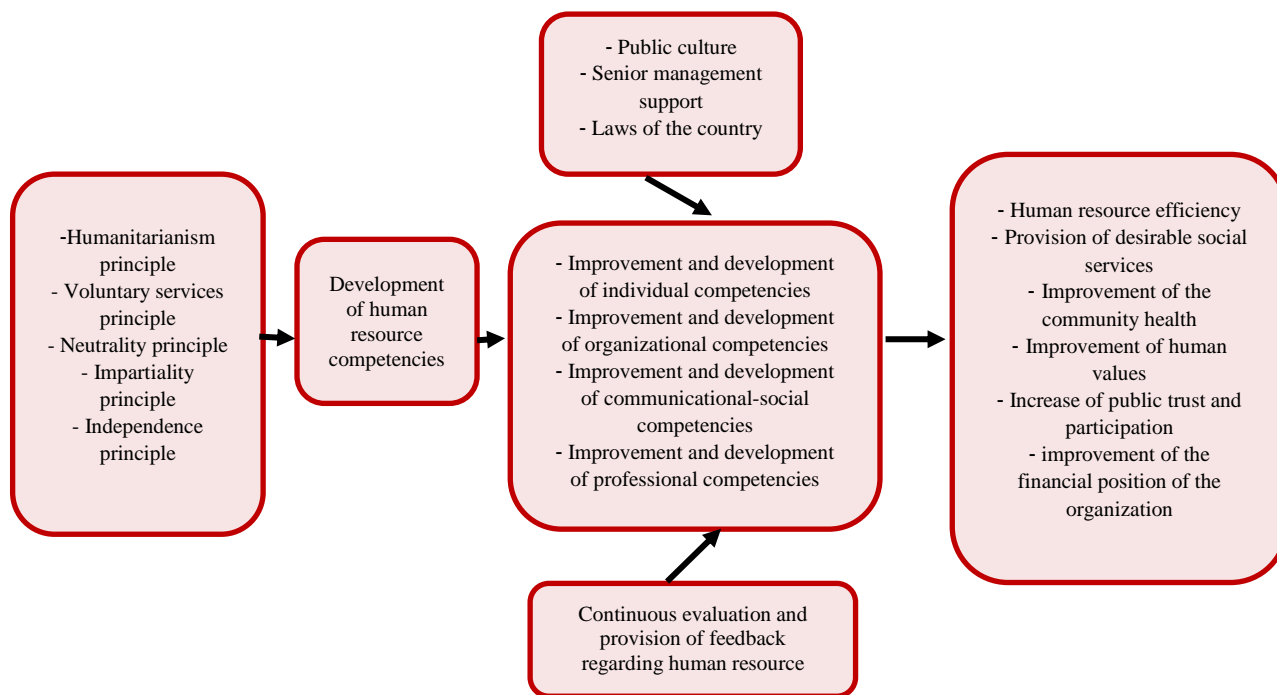 - Public culture
- Senior management
support
- Laws of the country
-Humanitarianism
principle
- Voluntary services
principle
- Neutrality principle
- Impartiality
principle
- Independence
principle
Development
of human
resource
competencies
- Improvement and development
of individual competencies
- Improvement and development
of organizational competencies
- Improvement and development
of communicational-social
competencies
- Improvement and development
of professional competencies
- Human resource efficiency
- Provision of desirable social
services
- Improvement of the
community health
- Improvement of human
values
- Increase of public trust and
participation
- improvement of the
financial position of the
organization
Continuous evaluation and
provision of feedback
regarding human resource